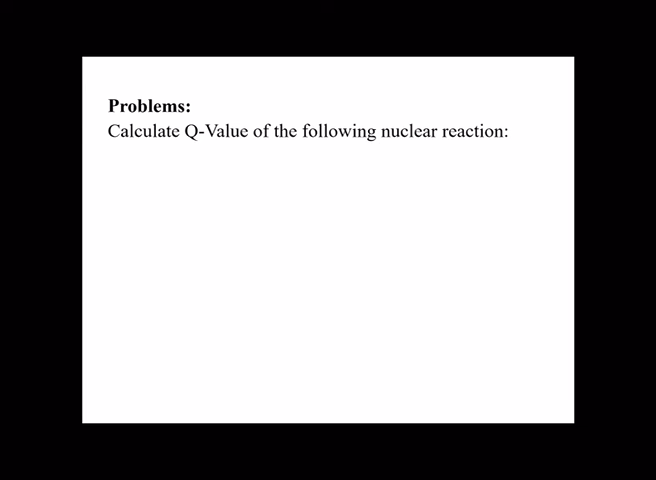 Problems:
Calculate Q-Value of the following nuclear reaction: